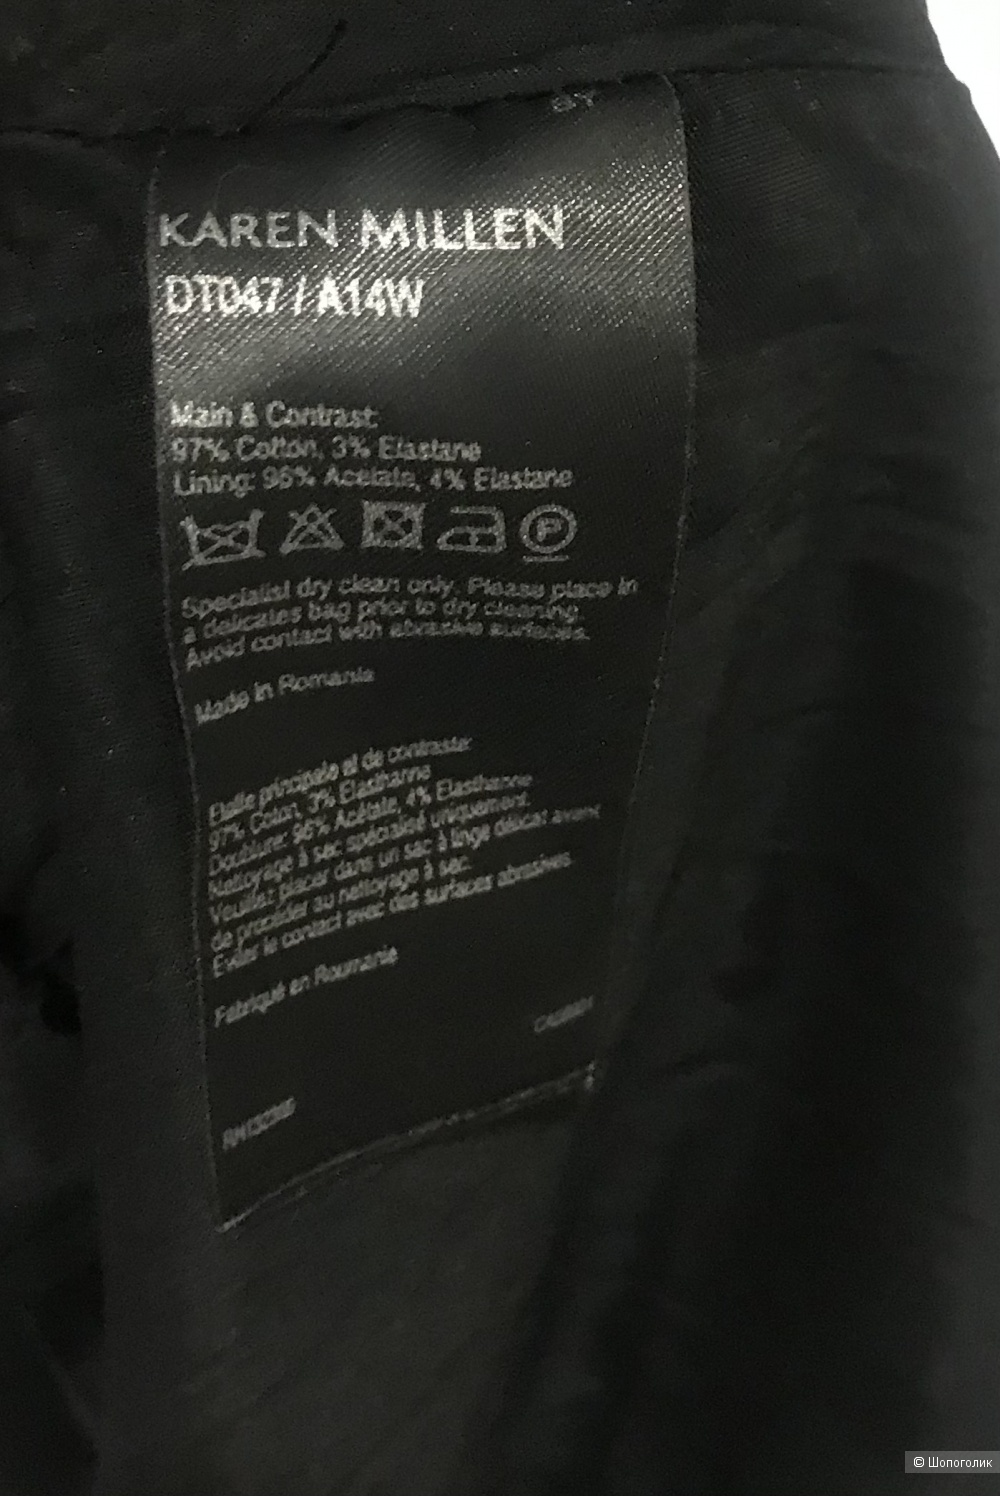 KAREN MILLEN
DT047 / A14W
Main & Contrast:
97% Cotton, 3% Elastane
Lining: 96% Acetate, 4% Elastane
P
Specialist dry clean only. Please place in
a delicates bag prior to dry cleaning.
Avoid contact with abrasive surfaces.
Made in Romania
principale et de contraste:
97% Coton, 3% Élasthanne
Doublure: 96% Acétate, 4% Élasthanne
Nettoyage à sec spécialisé uniquement.
Veuillez placer dans un sac à linge délicat avant
de procéder au nettoyage à sec.
Éviter le contact avec des surfaces abrasives.
Fabriqué en Roumanie
© Шопоголик